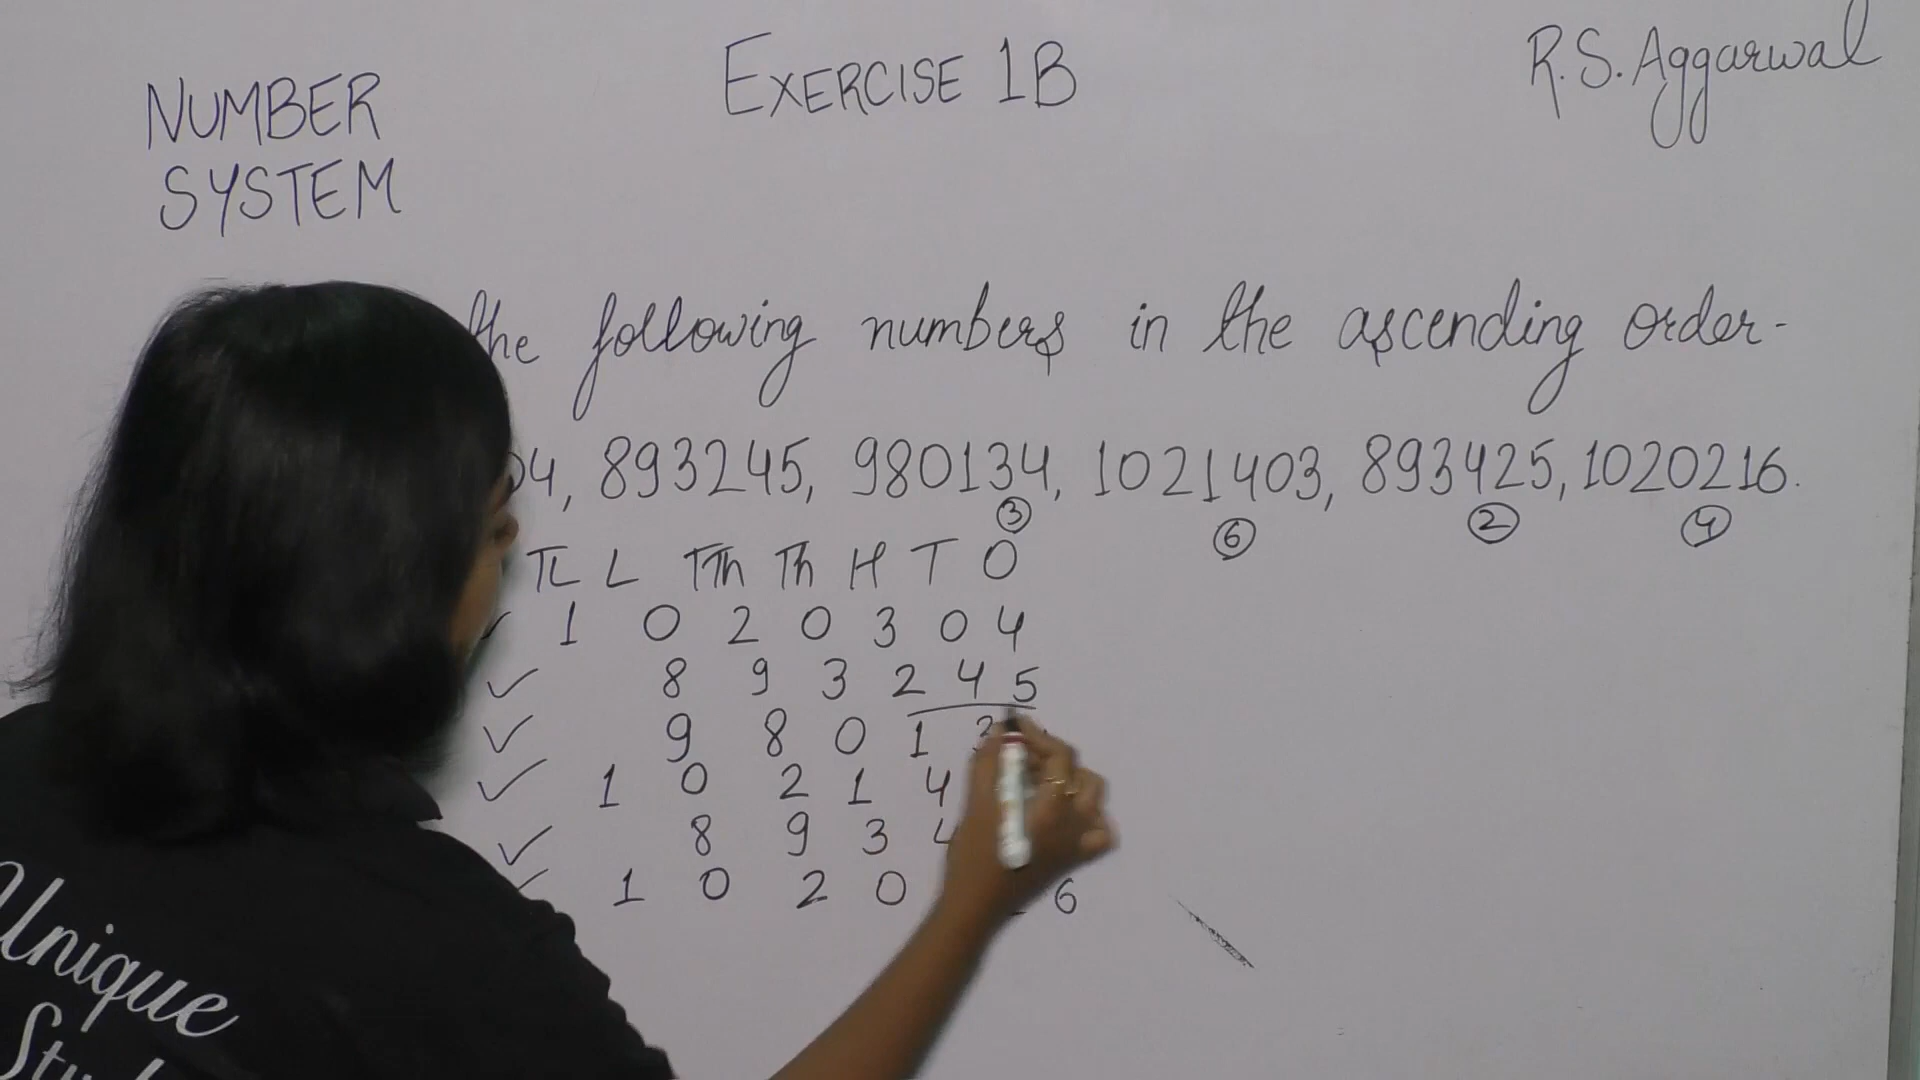 NUMBER
SYSTEM
EXERCISE 1B
R.S. Aggarwal
the following numbers in the ascending order-
04, 893245, 980134, 1021403, 893425, 1020216.
3 6 2 4
TL L TTh Th H T O
1 0 2 0 3 0 4
8 9 3 2 4 5
9 8 0 1 3
1 0 2 1 4
8 9 3 4
1 0 2 0 6
Unique